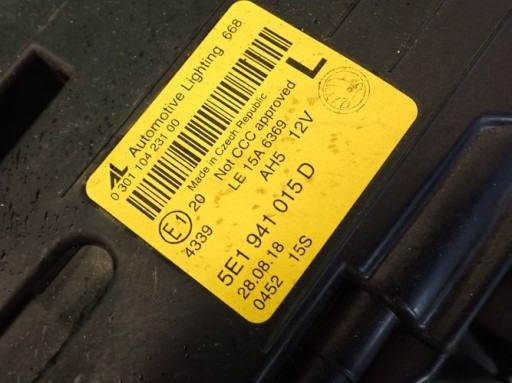 AL Automotive Lighting 668
0 301 104 231 00
Made in Czech Republic
L
E1 20 Not CCC approved
LE 15A 6369
4339 AH5 12V
5E1 941 015 D
28.08.18
0452 15S